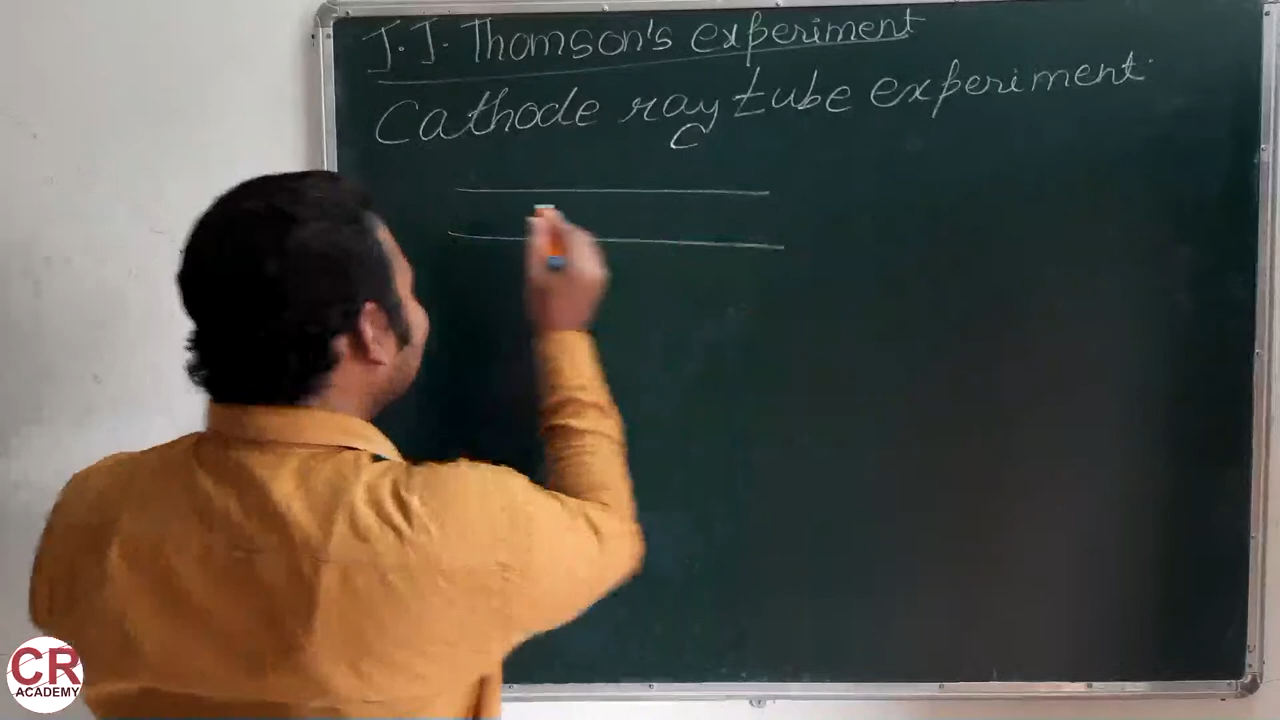 J.J. Thomson's experiment
Cathode ray tube experiment.
C
CR
ACADEMY